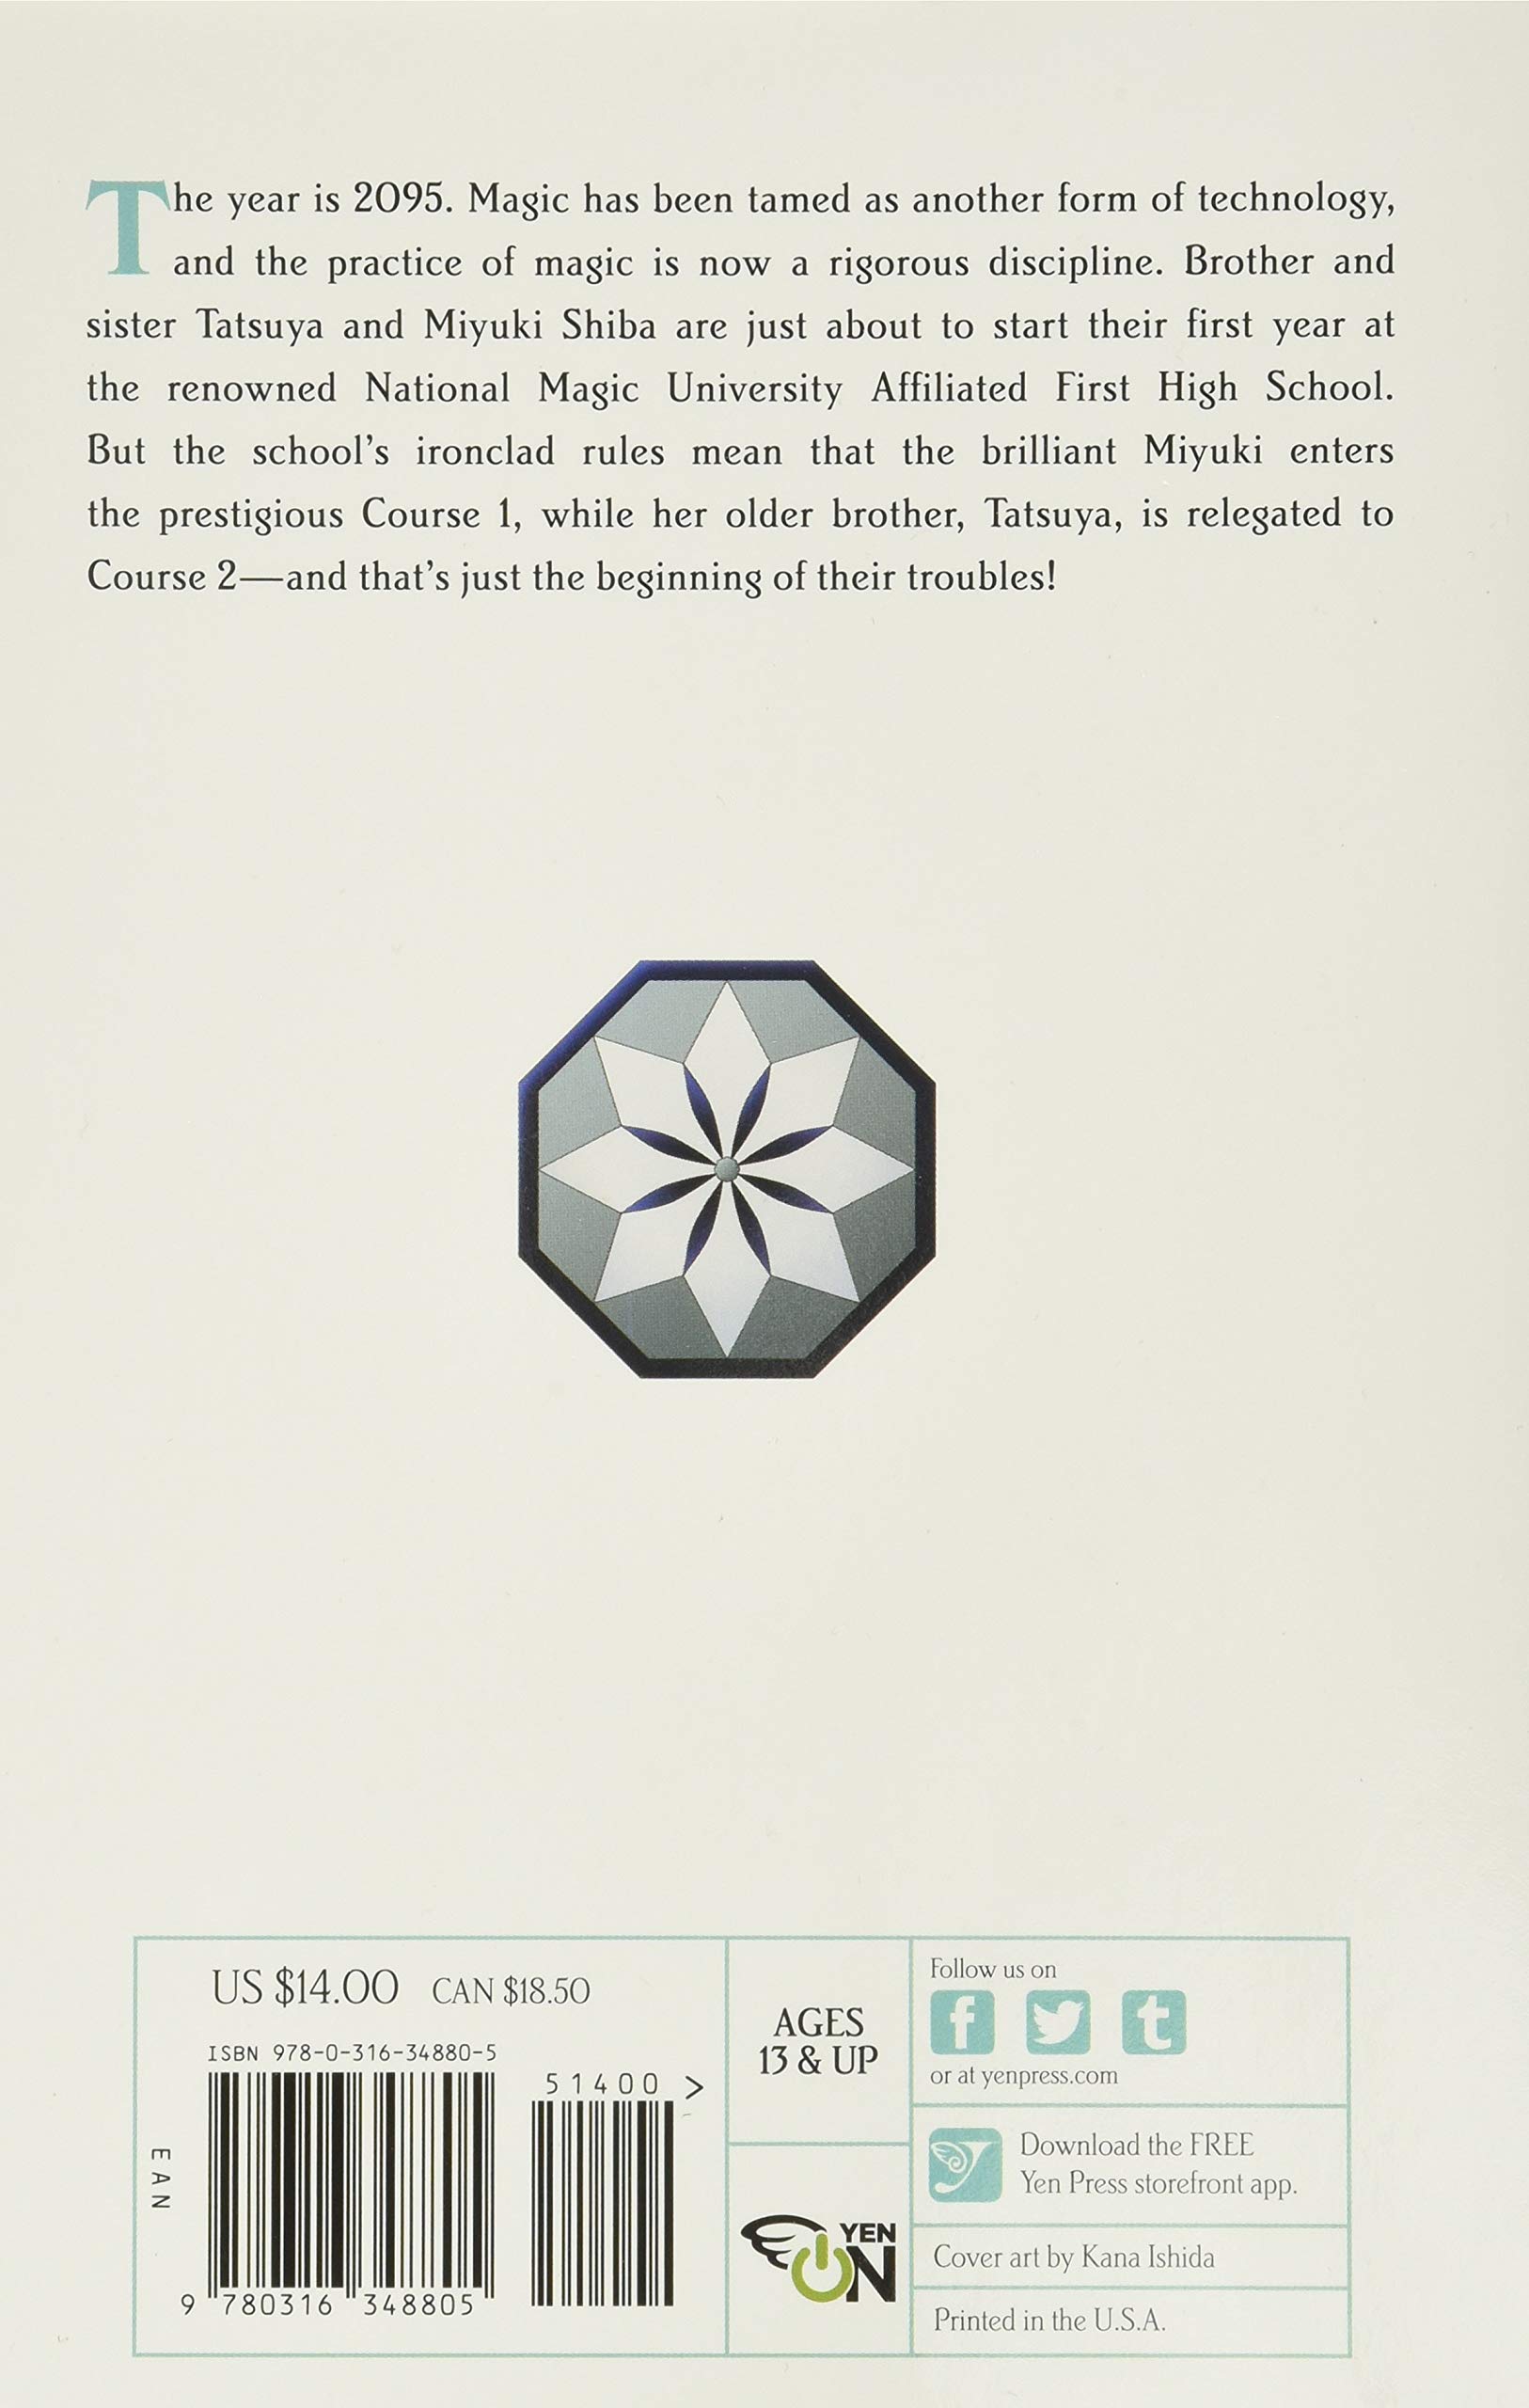 The year is 2095. Magic has been tamed as another form of technology,
and the practice of magic is now a rigorous discipline. Brother and
sister Tatsuya and Miyuki Shiba are just about to start their first year at
the renowned National Magic University Affiliated First High School.
But the school's ironclad rules mean that the brilliant Miyuki enters
the prestigious Course 1, while her older brother, Tatsuya, is relegated to
Course 2—and that's just the beginning of their troubles!
US $14.00 CAN $18.50
ISBN 978-0-316-34880-5
51400 >
EAN
9 780316 348805
AGES
13 & UP
YEN
ON
Follow us on
f t
or at yenpress.com
Download the FREE
Yen Press storefront app.
Cover art by Kana Ishida
Printed in the U.S.A.